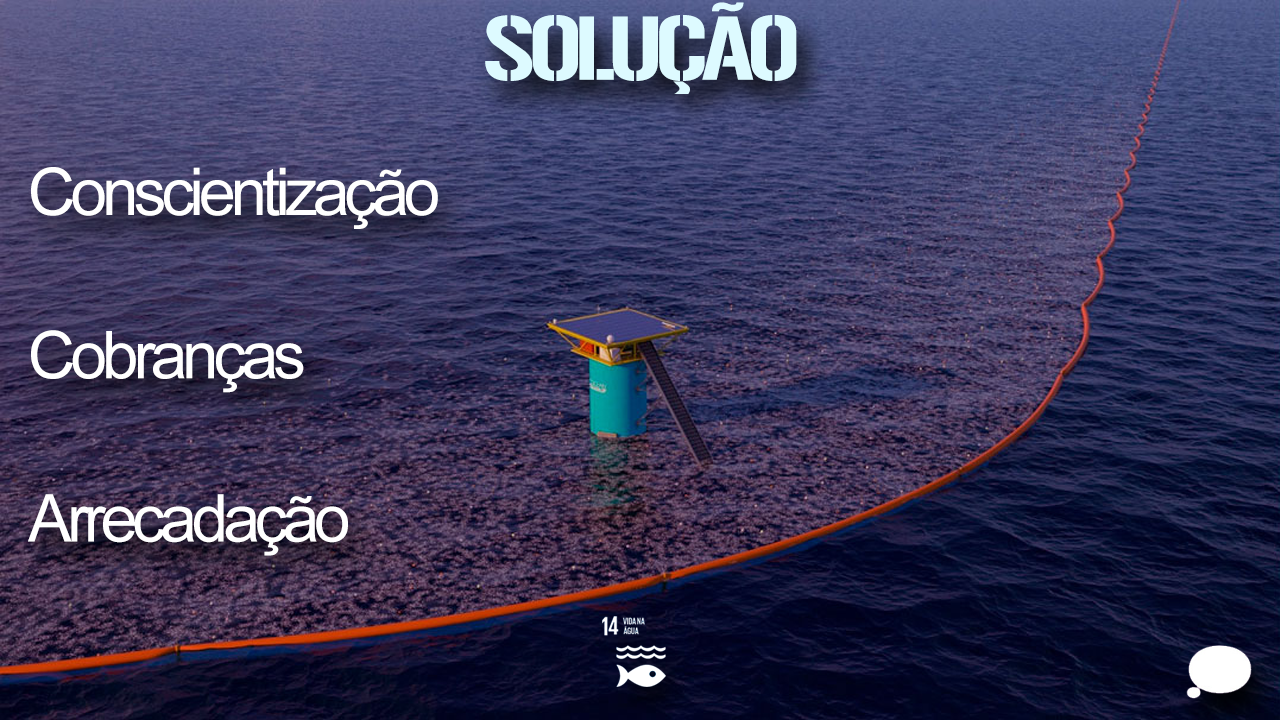 SOLUÇÃO
Conscientização
Cobranças
Arrecadação
14 VIDA NA
ÁGUA